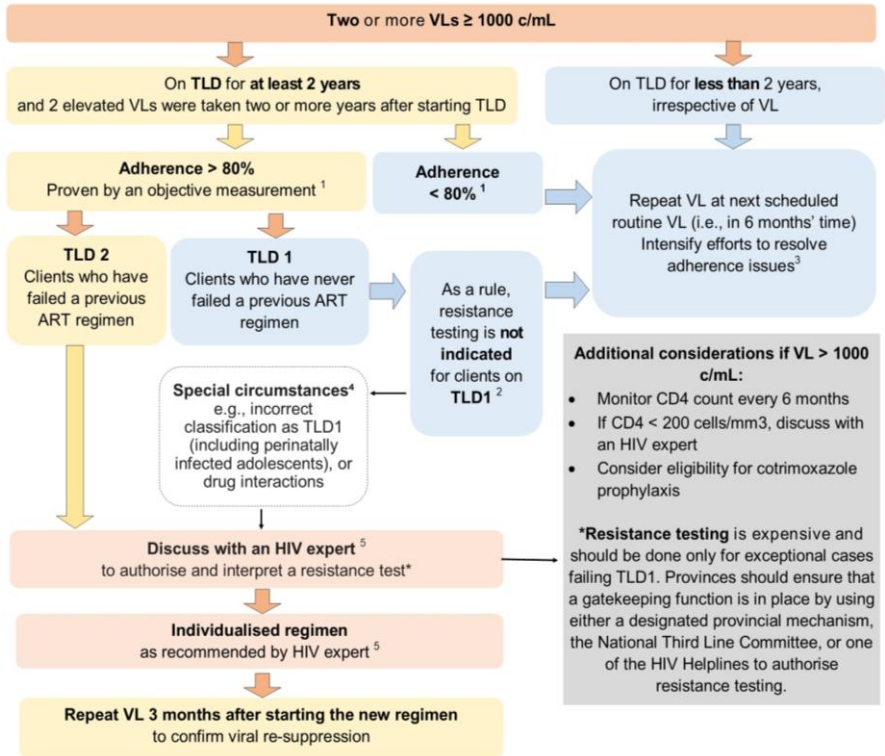 Two or more VLs ≥ 1000 c/mL
On TLD for at least 2 years
and 2 elevated VLs were taken two or more years after starting TLD
On TLD for less than 2 years,
irrespective of VL
Adherence > 80%
Proven by an objective measurement 1
Adherence
< 80% 1
Repeat VL at next scheduled
routine VL (i.e., in 6 months’ time)
Intensify efforts to resolve
adherence issues3
TLD 2
Clients who have
failed a previous
ART regimen
TLD 1
Clients who have never
failed a previous ART
regimen
As a rule,
resistance
testing is not
indicated
for clients on
TLD1 2
Special circumstances4
e.g., incorrect
classification as TLD1
(including perinatally
infected adolescents), or
drug interactions
Discuss with an HIV expert 5
to authorise and interpret a resistance test*
Individualised regimen
as recommended by HIV expert 5
Repeat VL 3 months after starting the new regimen
to confirm viral re-suppression
Additional considerations if VL > 1000
c/mL:
• Monitor CD4 count every 6 months
• If CD4 < 200 cells/mm3, discuss with
an HIV expert
• Consider eligibility for cotrimoxazole
prophylaxis
*Resistance testing is expensive and
should be done only for exceptional cases
failing TLD1. Provinces should ensure that
a gatekeeping function is in place by using
either a designated provincial mechanism,
the National Third Line Committee, or one
of the HIV Helplines to authorise
resistance testing.